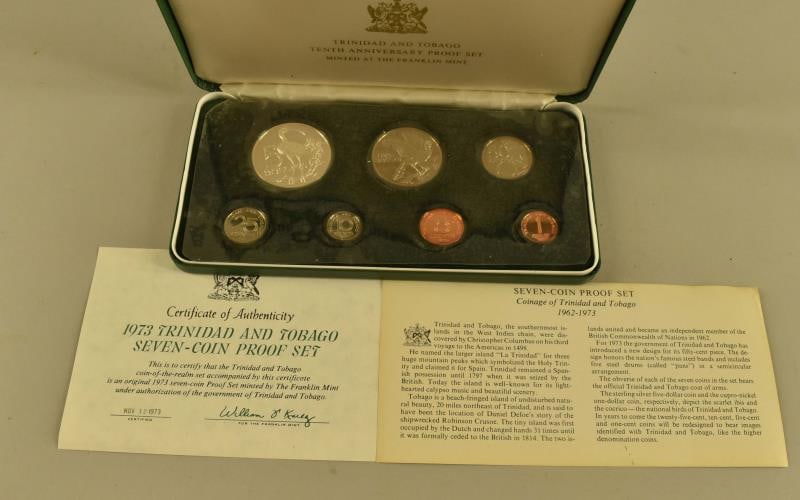 TRINIDAD AND TOBAGO
TENTH ANNIVERSARY PROOF SET
MINTED AT THE FRANKLIN MINT
25
10
5
1
Certificate of Authenticity
1973 TRINIDAD AND TOBAGO
SEVEN-COIN PROOF SET
This is to certify that the Trinidad and Tobago
coin-of-the-realm set accompanied by this certificate
is an original 1973 seven-coin Proof Set minted by The Franklin Mint
under authorization of the government of Trinidad and Tobago.
NOV 12 1973
CERTIFIED
William F Krieg
FOR THE FRANKLIN MINT
SEVEN-COIN PROOF SET
Coinage of Trinidad and Tobago
1962-1973
Trinidad and Tobago, the southernmost is-
lands in the West Indies chain, were dis-
covered by Christopher Columbus on his third
voyage to the Americas in 1498.
He named the larger island "La Trinidad" for three
huge mountain peaks which symbolized the Holy Trin-
ity and claimed it for Spain. Trinidad remained a Span-
ish possession until 1797 when it was seized by the
British. Today the island is well-known for its light-
hearted calypso music and beautiful scenery.
Tobago is a beach-fringed island of undisturbed natu-
ral beauty, 20 miles northeast of Trinidad, and is said to
have been the location of Daniel Defoe's story of the
shipwrecked Robinson Crusoe. The tiny island was first
occupied by the Dutch and changed hands 31 times until
it was formally ceded to the British in 1814. The two is-
lands united and became an independent member of the
British Commonwealth of Nations in 1962.
For 1973 the government of Trinidad and Tobago has
introduced a new design for its fifty-cent piece. The de-
sign honors the nation's famous steel bands and includes
five steel drums (called "pans") in a semicircular
arrangement.
The obverse of each of the seven coins in the set bears
the official Trinidad and Tobago coat of arms.
The sterling silver five-dollar coin and the cupro-nickel
one-dollar coin, respectively, depict the scarlet ibis and
the cocrico — the national birds of Trinidad and Tobago.
In years to come the twenty-five-cent, ten-cent, five-cent
and one-cent coins will be redesigned to bear images
identified with Trinidad and Tobago, like the higher
denomination coins.